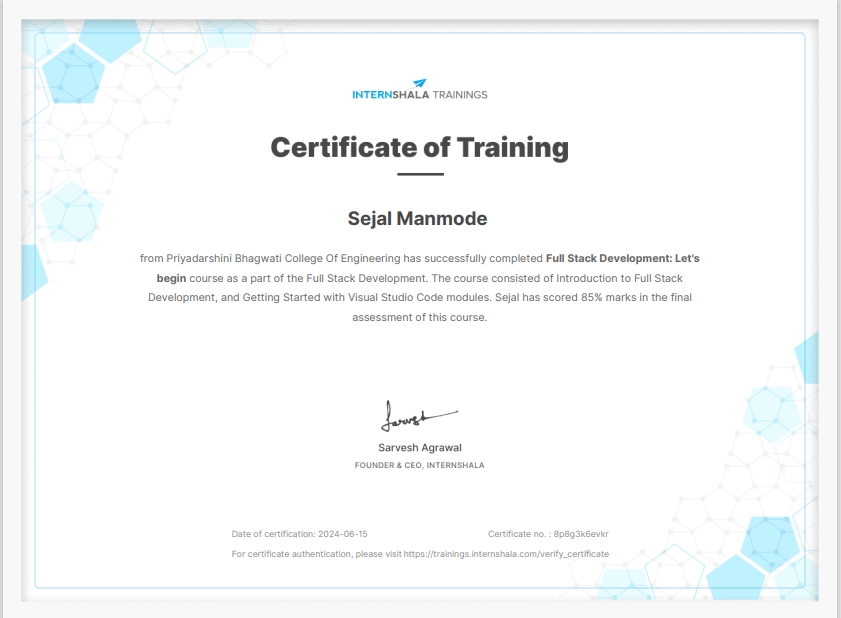 INTERNSHALA TRAININGS
Certificate of Training
Sejal Manmode
from Priyadarshini Bhagwati College Of Engineering has successfully completed Full Stack Development: Let's
begin course as a part of the Full Stack Development. The course consisted of Introduction to Full Stack
Development, and Getting Started with Visual Studio Code modules. Sejal has scored 85% marks in the final
assessment of this course.
Sarvesh
Sarvesh Agrawal
FOUNDER & CEO, INTERNSHALA
Date of certification: 2024-06-15 Certificate no. : 8p8g3k6evkr
For certificate authentication, please visit https://trainings.internshala.com/verify_certificate